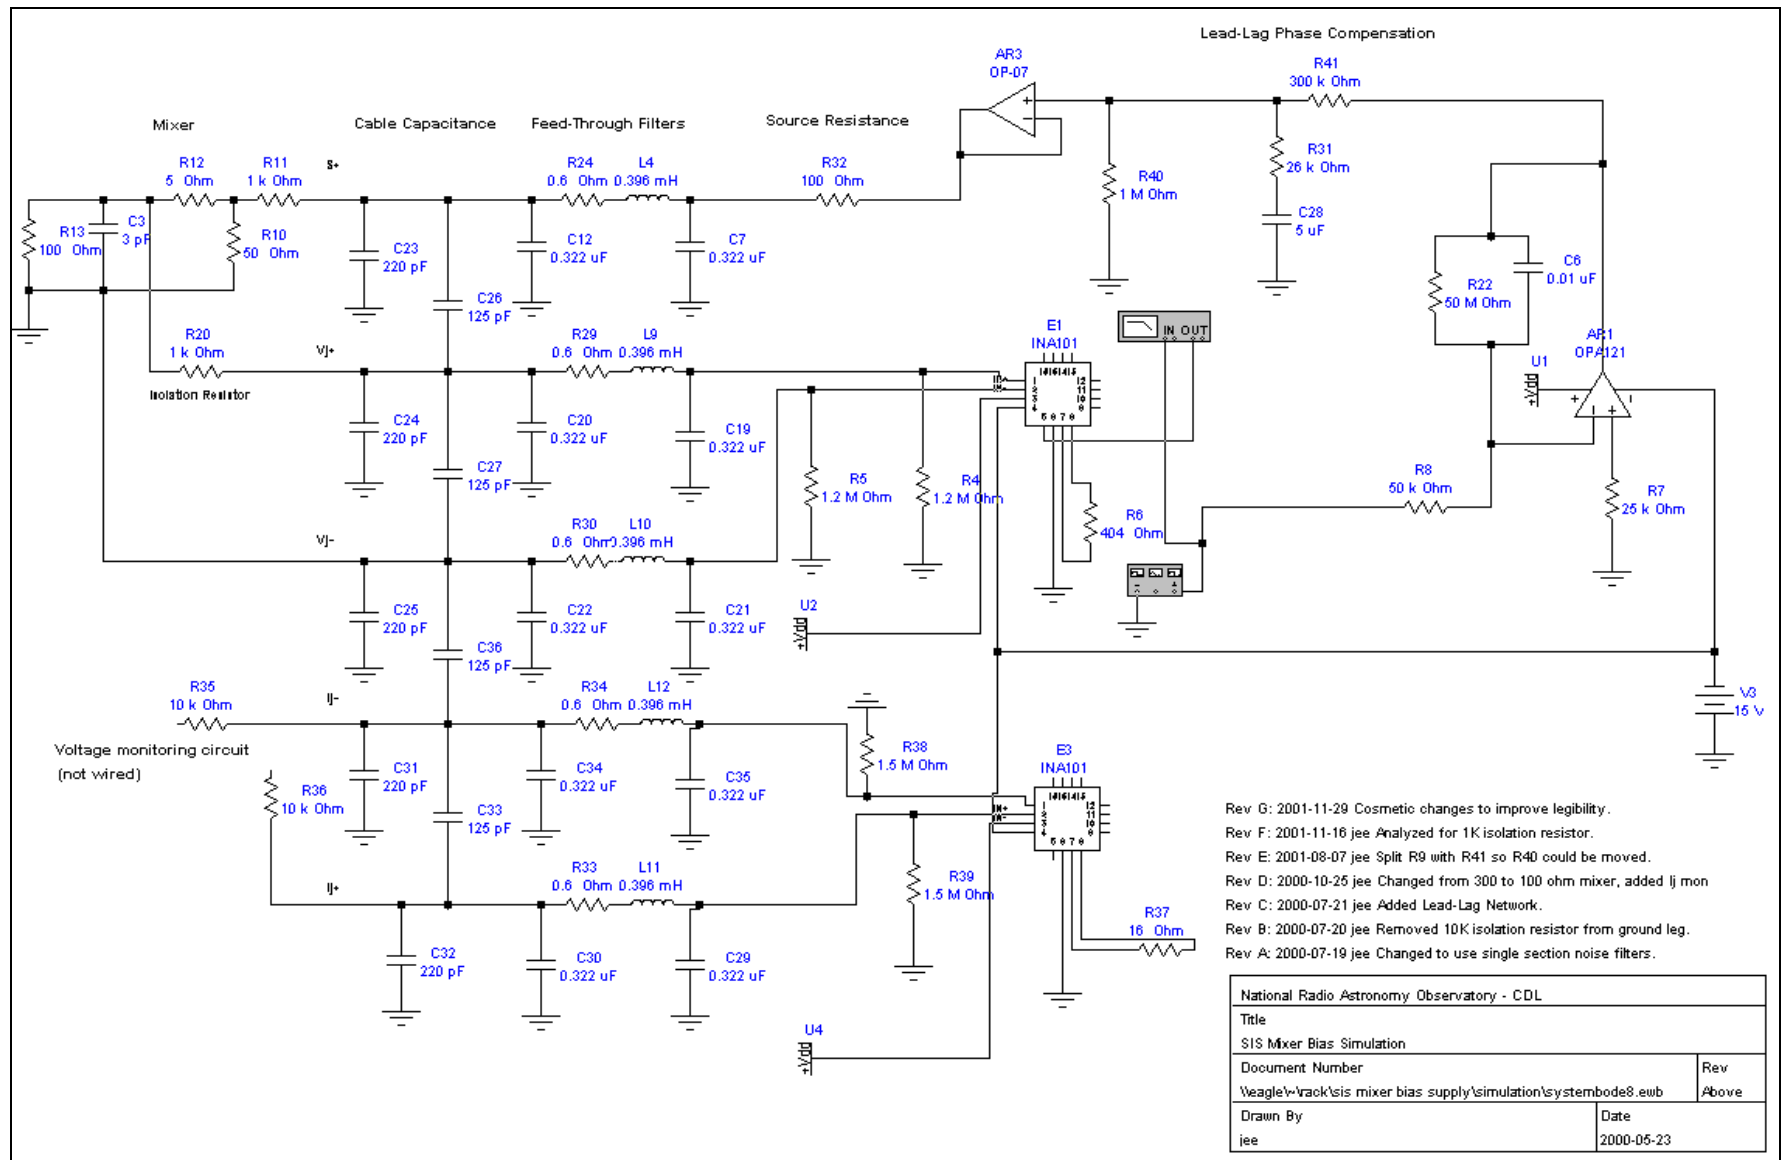 Lead-Lag Phase Compensation
AR3
OP-07
R41
300 k Ohm
Mixer
Cable Capacitance
Feed-Through Filters
Source Resistance
R12
5 Ohm
R11
1 k Ohm
S+
R24
0.6 Ohm
L4
0.396 mH
R32
100 Ohm
R40
1 M Ohm
R31
26 k Ohm
C28
5 uF
R13
100 Ohm
C3
3 pF
R10
50 Ohm
C23
220 pF
C12
0.322 uF
C7
0.322 uF
C26
125 pF
R22
50 M Ohm
C6
0.01 uF
R20
1 k Ohm
Isolation Resistor
Vj+
R29
0.6 Ohm
L9
0.396 mH
E1
INA101
IN OUT
AR1
OPA121
U1
+Vdd
C24
220 pF
C20
0.322 uF
C19
0.322 uF
C27
125 pF
R5
1.2 M Ohm
R4
1.2 M Ohm
R6
404 Ohm
R8
50 k Ohm
R7
25 k Ohm
Vj-
R30
0.6 Ohm
L10
0.396 mH
C25
220 pF
C22
0.322 uF
C21
0.322 uF
U2
+Vdd
C36
125 pF
V3
15 V
R35
10 k Ohm
Ij-
R34
0.6 Ohm
L12
0.396 mH
Voltage monitoring circuit
(not wired)
R36
10 k Ohm
C31
220 pF
C34
0.322 uF
C35
0.322 uF
R38
1.5 M Ohm
E3
INA101
C33
125 pF
Ij+
R33
0.6 Ohm
L11
0.396 mH
R39
1.5 M Ohm
R37
16 Ohm
C32
220 pF
C30
0.322 uF
C29
0.322 uF
U4
+Vdd
Rev G: 2001-11-29 Cosmetic changes to improve legibility.
Rev F: 2001-11-16 jee Analyzed for 1K isolation resistor.
Rev E: 2001-08-07 jee Split R9 with R41 so R40 could be moved.
Rev D: 2000-10-25 jee Changed from 300 to 100 ohm mixer, added Ij mon
Rev C: 2000-07-21 jee Added Lead-Lag Network.
Rev B: 2000-07-20 jee Removed 10K isolation resistor from ground leg.
Rev A: 2000-07-19 jee Changed to use single section noise filters.
National Radio Astronomy Observatory - CDL
Title
SIS Mixer Bias Simulation
Document Number
\\eagle\~\rack\sis mixer bias supply\simulation\systembode8.ewb
Rev
Above
Drawn By
jee
Date
2000-05-23